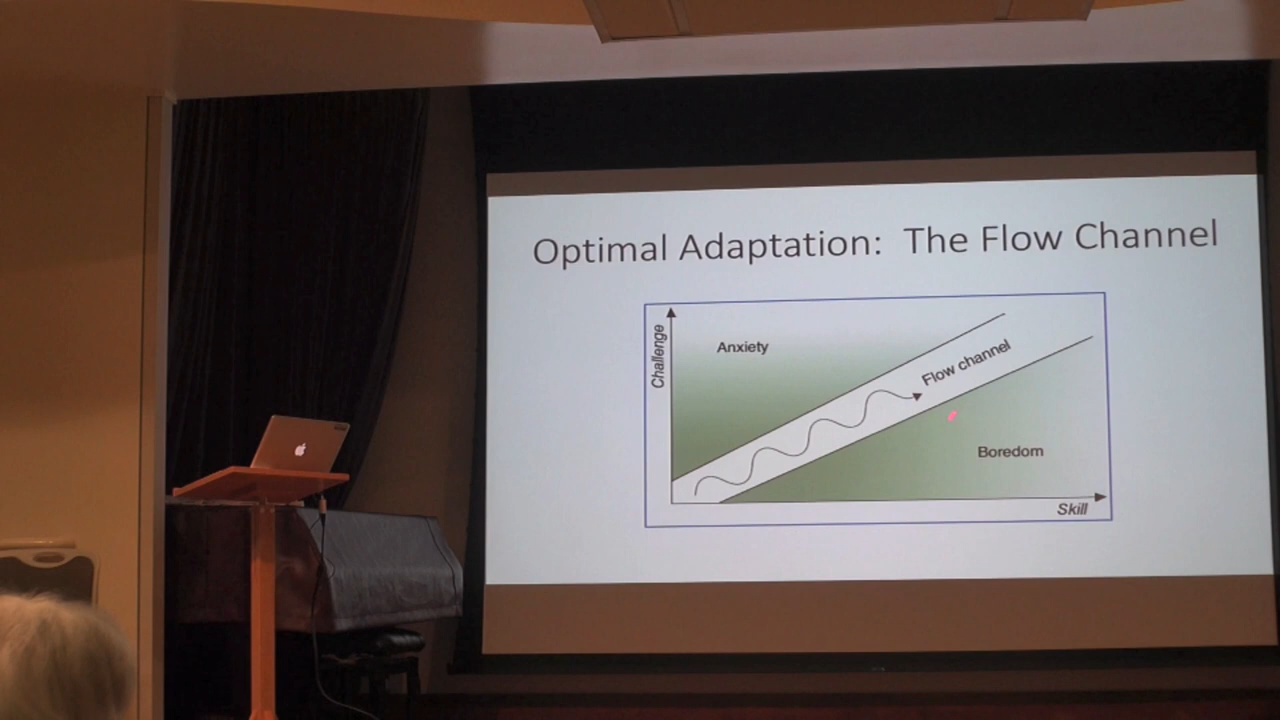 Optimal Adaptation: The Flow Channel
Challenge
Anxiety
Flow channel
Boredom
Skill